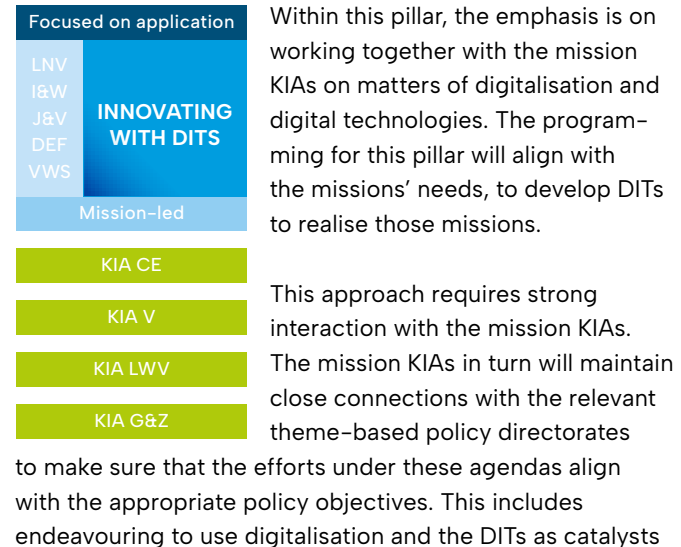 Focused on application
LNV
I&W
J&V
DEF
VWS
INNOVATING
WITH DITS
Mission-led
KIA CE
KIA V
KIA LWV
KIA G&Z
Within this pillar, the emphasis is on
working together with the mission
KIAs on matters of digitalisation and
digital technologies. The program-
ming for this pillar will align with
the missions’ needs, to develop DITs
to realise those missions.
This approach requires strong
interaction with the mission KIAs.
The mission KIAs in turn will maintain
close connections with the relevant
theme-based policy directorates
to make sure that the efforts under these agendas align
with the appropriate policy objectives. This includes
endeavouring to use digitalisation and the DITs as catalysts